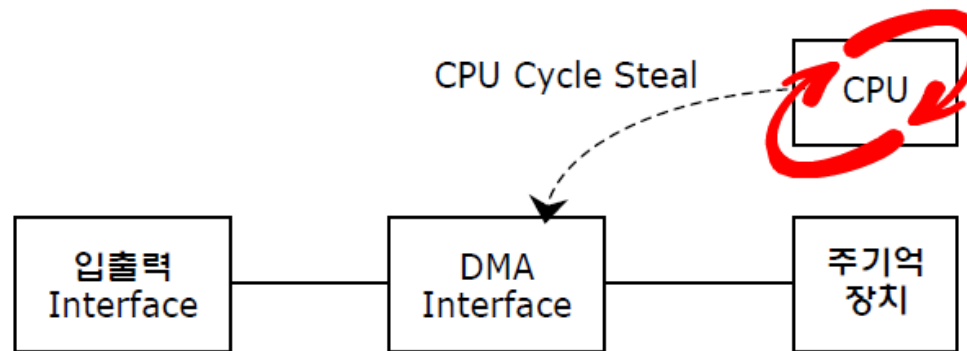 CPU Cycle Steal
CPU
입출력
Interface
DMA
Interface
주기억
장치